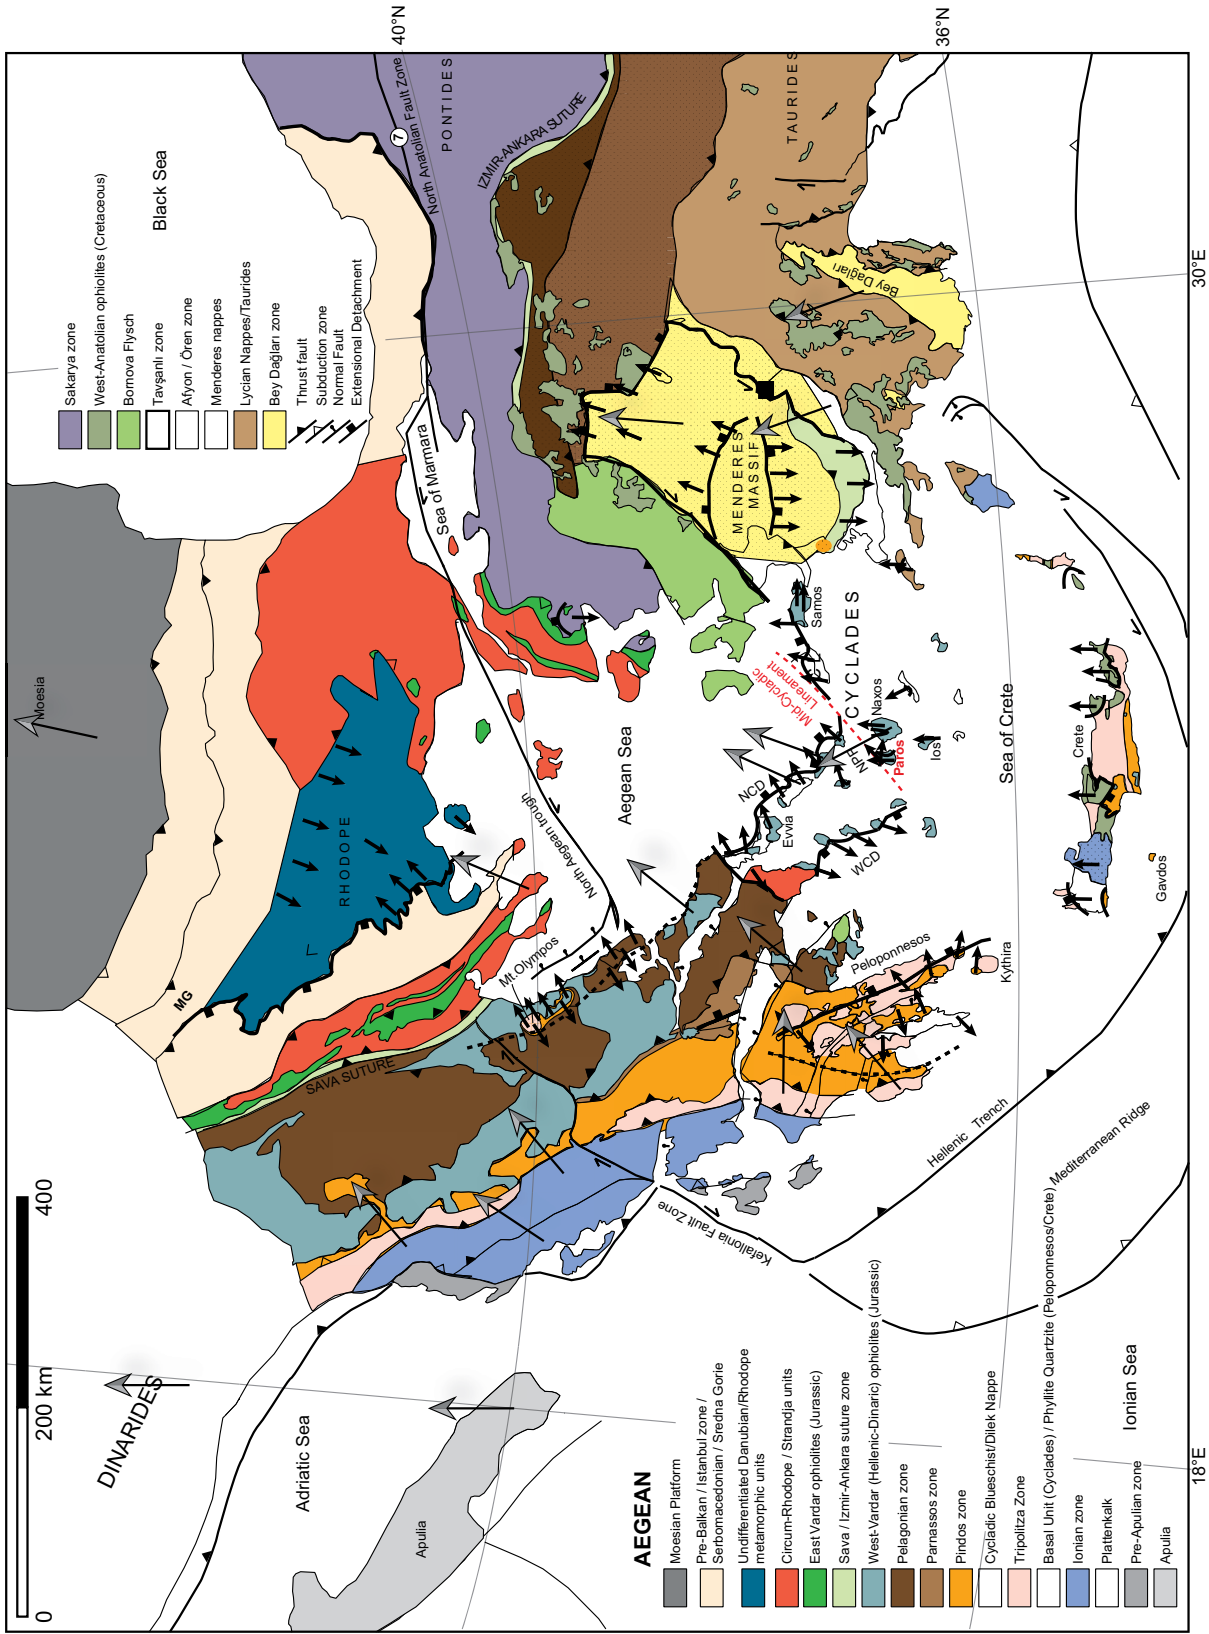 40°N
36°N
30°E
18°E
Black Sea
Sakarya zone
West-Anatolian ophiolites (Cretaceous)
Bornova Flysch
Tavşanlı zone
Afyon / Ören zone
Menderes nappes
Lycian Nappes/Taurides
Bey Dağları zone
Thrust fault
Subduction zone
Normal Fault
Extensional Detachment
7
North Anatolian Fault Zone
PONTIDES
IZMIR-ANKARA SUTURE
TAURIDES
Bey Dağları
Moesia
Sea of Marmara
MENDERES
MASSIF
RHODOPE
Samos
CYCLADES
Mid-Cycladic
Lineament
Naxos
Paros
Ios
NPF
NCD
Evvia
WCD
Aegean Sea
Sea of Crete
Crete
Gavdos
North Aegean trough
Mt.Olympos
MG
SAVA SUTURE
Peloponnesos
Kythira
Hellenic Trench
Mediterranean Ridge
Kefallonia Fault Zone
0
200 km
400
DINARIDES
Adriatic Sea
Apulia
Ionian Sea
AEGEAN
Moesian Platform
Pre-Balkan / Istanbul zone /
Serbomacedonian / Sredna Gorie
Undifferentiated Danubian/Rhodope
metamorphic units
Circum-Rhodope / Strandja units
East Vardar ophiolites (Jurassic)
Sava / Izmir-Ankara suture zone
West-Vardar (Hellenic-Dinaric) ophiolites (Jurassic)
Pelagonian zone
Parnassos zone
Pindos zone
Cycladic Blueschist/Dilek Nappe
Tripolitza Zone
Basal Unit (Cyclades) / Phyllite Quartzite (Peloponnesos/Crete)
Ionian zone
Plattenkalk
Pre-Apulian zone
Apulia